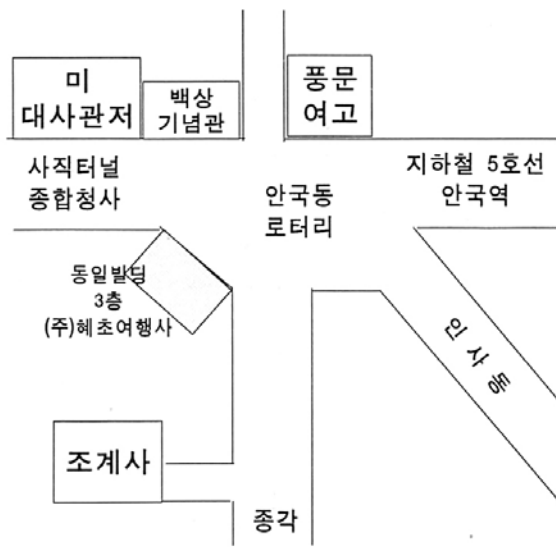 미
대사관저
백상
기념관
풍문
여고
사직터널
종합청사
안국동
로터리
지하철 5호선
안국역
동일빌딩
3층
(주)혜초여행사
인사동
조계사
종각